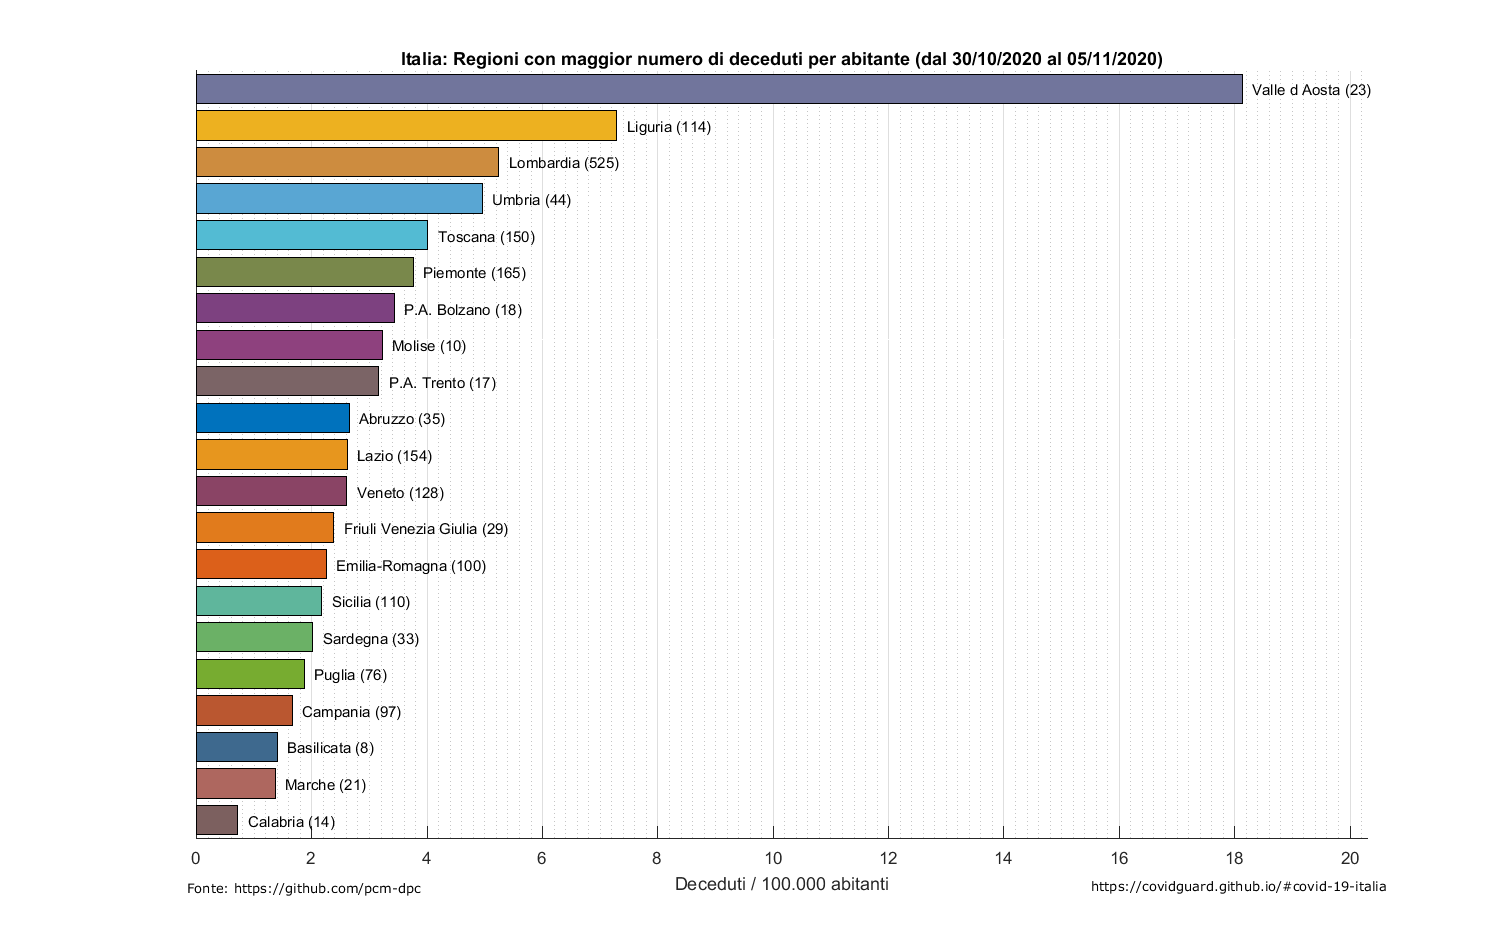 Italia: Regioni con maggior numero di deceduti per abitante (dal 30/10/2020 al 05/11/2020)
Valle d Aosta (23)
Liguria (114)
Lombardia (525)
Umbria (44)
Toscana (150)
Piemonte (165)
P.A. Bolzano (18)
Molise (10)
P.A. Trento (17)
Abruzzo (35)
Lazio (154)
Veneto (128)
Friuli Venezia Giulia (29)
Emilia-Romagna (100)
Sicilia (110)
Sardegna (33)
Puglia (76)
Campania (97)
Basilicata (8)
Marche (21)
Calabria (14)
0 2 4 6 8 10 12 14 16 18 20
Deceduti / 100.000 abitanti
Fonte: https://github.com/pcm-dpc
https://covidguard.github.io/#covid-19-italia